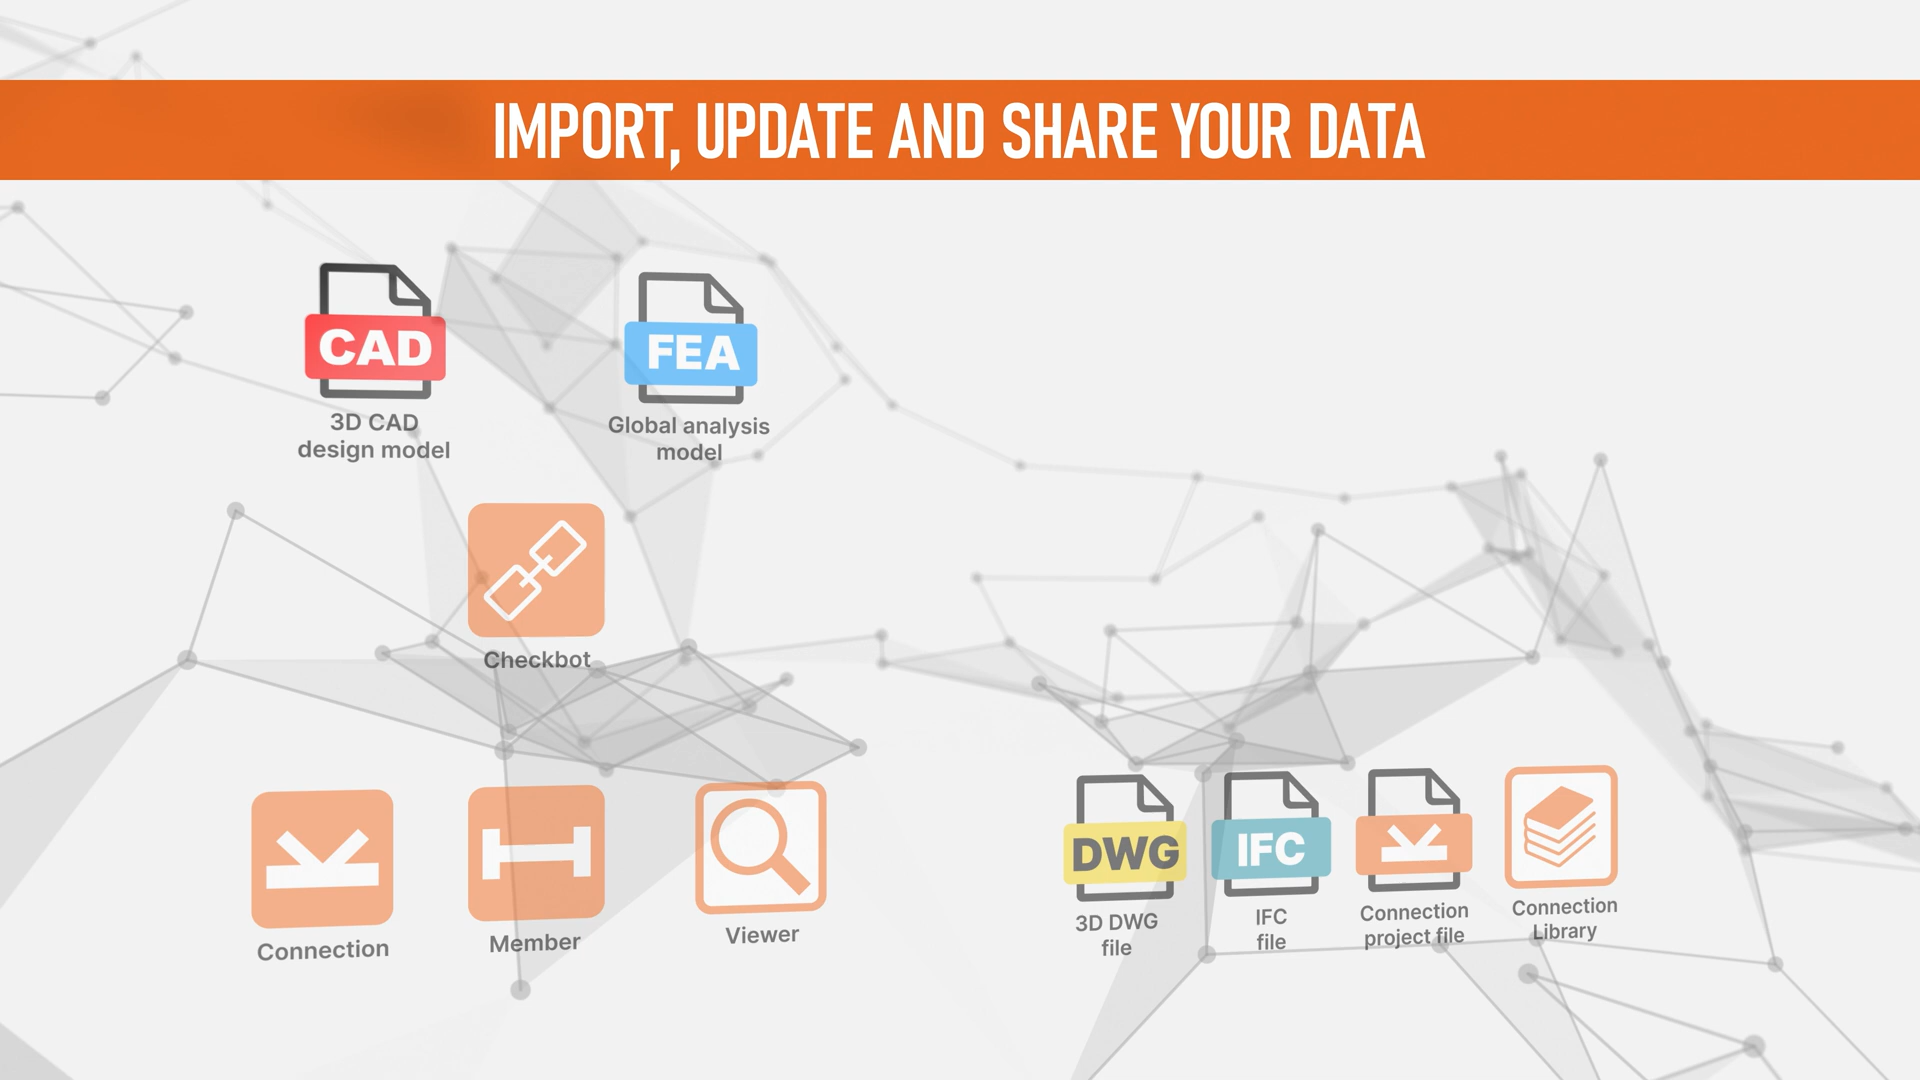 IMPORT, UPDATE AND SHARE YOUR DATA
CAD
3D CAD
design model
FEA
Global analysis
model
Checkbot
Connection
Member
Viewer
DWG
3D DWG
file
IFC
IFC
file
Connection
project file
Connection
Library